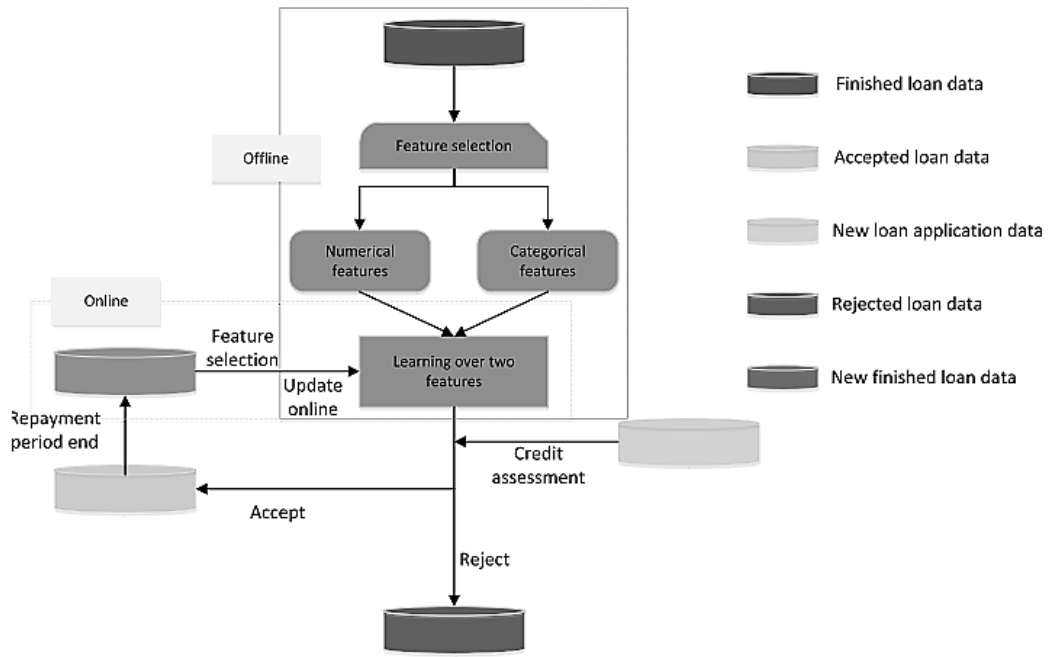 Finished loan data
Feature selection
Offline
Accepted loan data
Numerical
features
Categorical
features
New loan application data
Online
Rejected loan data
Feature
selection
Learning over two
features
Update
online
New finished loan data
Repayment
period end
Credit
assessment
Accept
Reject